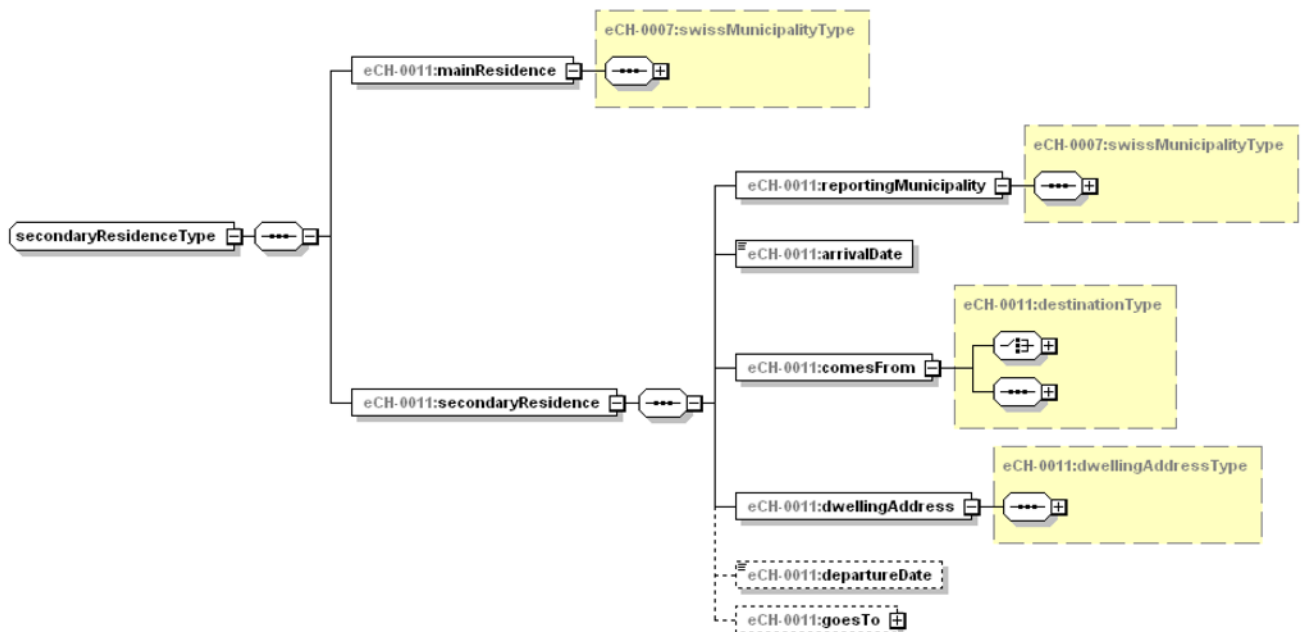 eCH-0007:swissMunicipalityType
eCH-0011:mainResidence
eCH-0007:swissMunicipalityType
eCH-0011:reportingMunicipality
secondaryResidenceType
eCH-0011:arrivalDate
eCH-0011:destinationType
eCH-0011:comesFrom
eCH-0011:secondaryResidence
eCH-0011:dwellingAddressType
eCH-0011:dwellingAddress
eCH-0011:departureDate
eCH-0011:goesTo